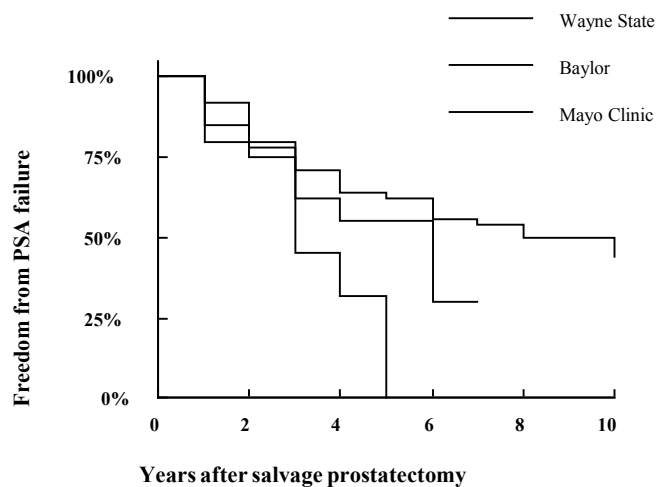 Wayne State
Baylor
Mayo Clinic
Freedom from PSA failure
100%
75%
50%
25%
0%
0 2 4 6 8 10
Years after salvage prostatectomy